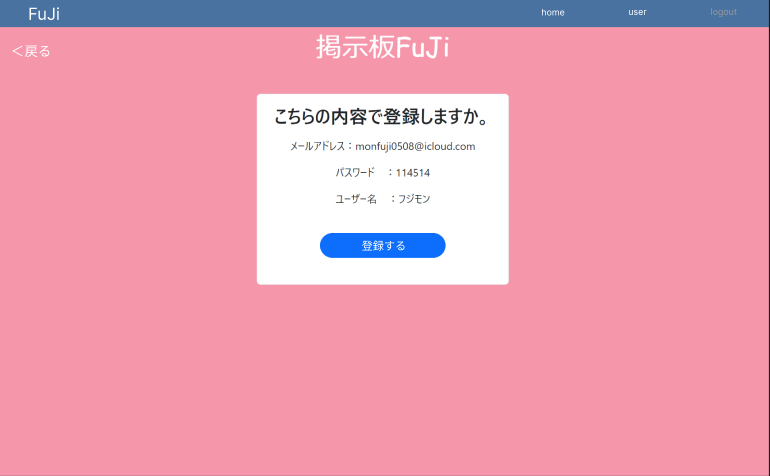 FuJi home user logout
＜戻る
掲示板FuJi
こちらの内容で登録しますか。
メールアドレス：monfuji0508@icloud.com
パスワード　：114514
ユーザー名　：フジモン
登録する